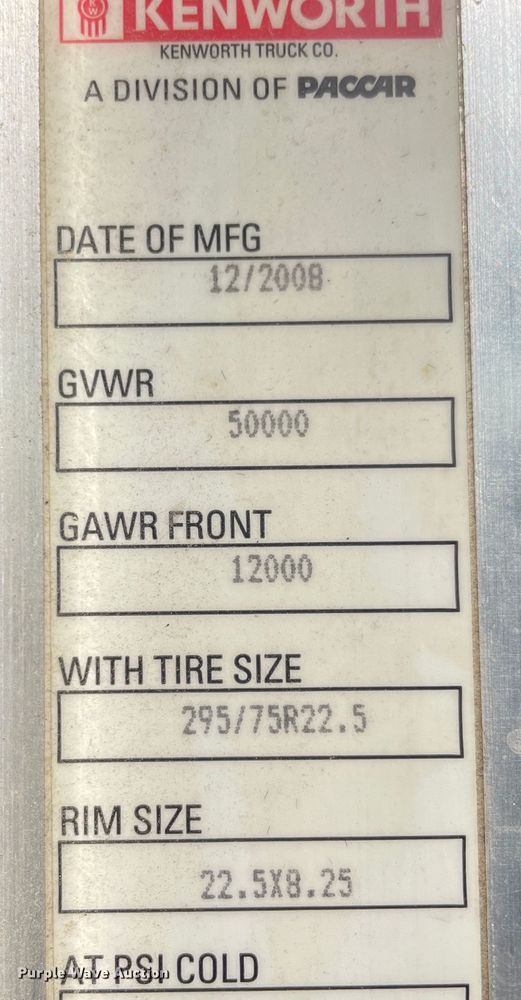 KENWORTH
KENWORTH TRUCK CO.
A DIVISION OF PACCAR
DATE OF MFG
12/2008
GVWR
50000
GAWR FRONT
12000
WITH TIRE SIZE
295/75R22.5
RIM SIZE
22.5X8.25
AT PSI COLD
Purple Wave Auction